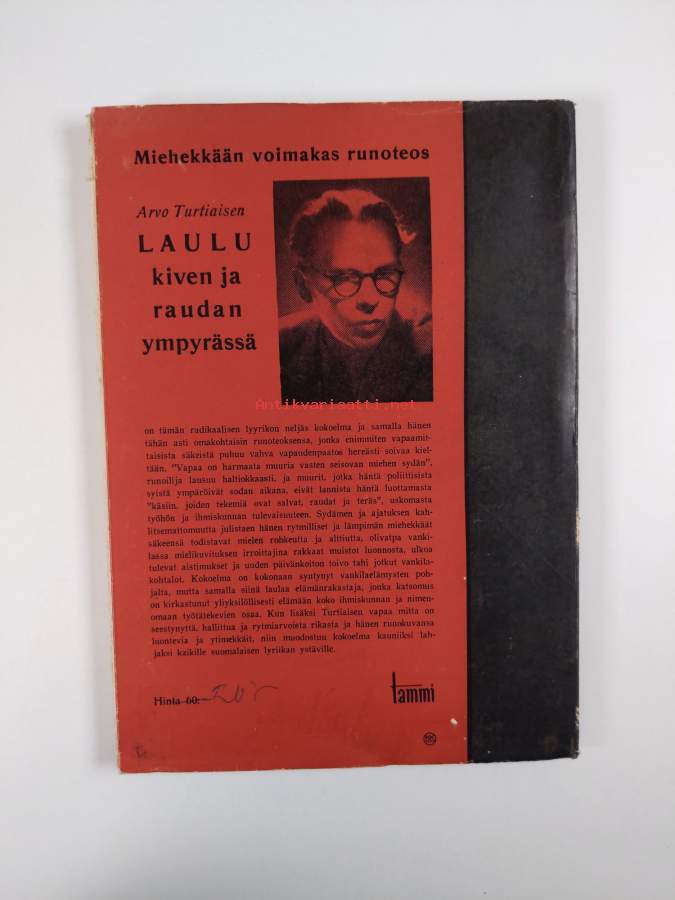 Miehekkään voimakas runoteos
Arvo Turtiaisen
LAULU
kiven ja
raudan
ympyrässä
Antikvariaatti.net
on tämän radikaalisen lyyrikon neljäs kokoelma ja samalla hänen
tähän asti omakohtaisin runoteoksensa, jonka enimmiten vapaamit-
taisista säkeistä puhuu vahva vapaudenpaatos hereästi soivaa kiel-
tään. "Vapaa on harmaata muuria vasten seisovan miehen sydän",
runoilija lausuu haltiokkaasti, ja muurit, jotka häntä poliittisista
syistä ympäröivät sodan aikana, eivät lannista häntä luottamasta
"käsiin, joiden tekemiä ovat salvat, raudat ja teräs", uskomasta
työhön ja ihmiskunnan tulevaisuuteen. Sydämen ja ajatuksen kah-
litsemattomuutta julistaen hänen rytmilliset ja lämpimän miehekkäät
säkeensä todistavat mielen rohkeutta ja alttiutta, olivatpa vanki-
lassa mielikuvituksen irroittajina rakkaat muistot luonnosta, ulkoa
tulevat aistimukset ja uuden päivänkoiton toivo tahi jotkut vankila-
kohtalot. Kokoelma on kokonaan syntynyt vankilaelämysten poh-
jalta, mutta samalla siinä laulaa elämänrakastaja, jonka katsomus
on kirkastunut yliyksilöllisesti elämään koko ihmiskunnan ja nimen-
omaan työtätekevien osaa. Kun lisäksi Turtiaisen vapaa mitta on
seestynyttä, hallittua ja rytmiarvoista rikasta ja hänen runokuvansa
luontevia ja ytimekkäit, niin muodostuu kokoelma kauniiksi lah-
jaksi kaikille suomalaisen lyriikan ystäville.
Hinta 60:-
tammi